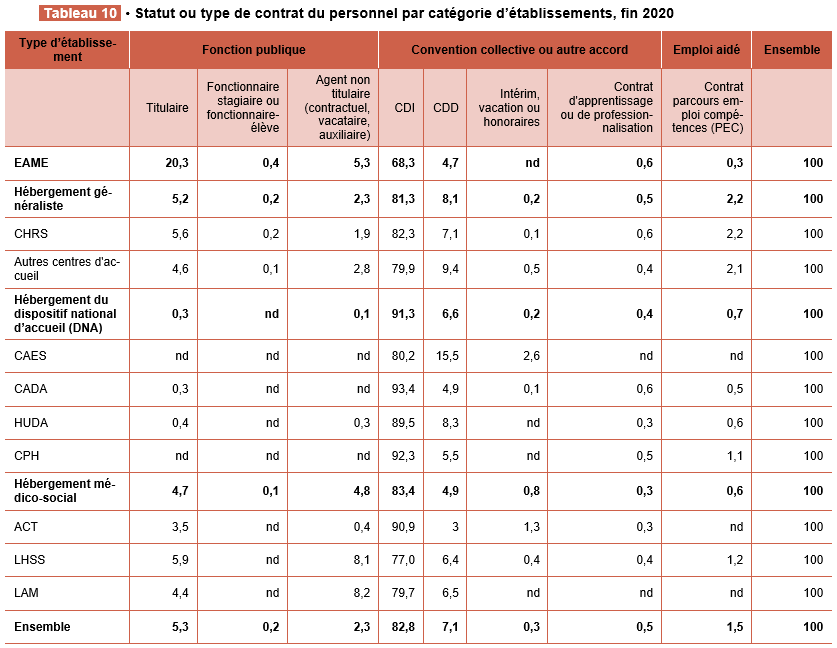 Tableau 10 • Statut ou type de contrat du personnel par catégorie d'établissements, fin 2020
Type d'établisse-
ment
Fonction publique
Convention collective ou autre accord
Emploi aidé
Ensemble
Titulaire
Fonctionnaire
stagiaire ou
fonctionnaire-
élève
Agent non
titulaire
(contractuel,
vacataire,
auxiliaire)
CDI
CDD
Intérim,
vacation ou
honoraires
Contrat
d'apprentissage
ou de profession-
nalisation
Contrat
parcours em-
ploi compé-
tences (PEC)
EAME 20,3 0,4 5,3 68,3 4,7 nd 0,6 0,3 100
Hébergement gé-
néraliste 5,2 0,2 2,3 81,3 8,1 0,2 0,5 2,2 100
CHRS 5,6 0,2 1,9 82,3 7,1 0,1 0,6 2,2 100
Autres centres d'ac-
cueil 4,6 0,1 2,8 79,9 9,4 0,5 0,4 2,1 100
Hébergement du
dispositif national
d'accueil (DNA) 0,3 nd 0,1 91,3 6,6 0,2 0,4 0,7 100
CAES nd nd nd 80,2 15,5 2,6 nd nd 100
CADA 0,3 nd nd 93,4 4,9 0,1 0,6 0,5 100
HUDA 0,4 nd 0,3 89,5 8,3 nd 0,3 0,6 100
CPH nd nd nd 92,3 5,5 nd 0,5 1,1 100
Hébergement mé-
dico-social 4,7 0,1 4,8 83,4 4,9 0,8 0,3 0,6 100
ACT 3,5 nd 0,4 90,9 3 1,3 0,3 nd 100
LHSS 5,9 nd 8,1 77,0 6,4 0,4 0,4 1,2 100
LAM 4,4 nd 8,2 79,7 6,5 nd nd nd 100
Ensemble 5,3 0,2 2,3 82,8 7,1 0,3 0,5 1,5 100